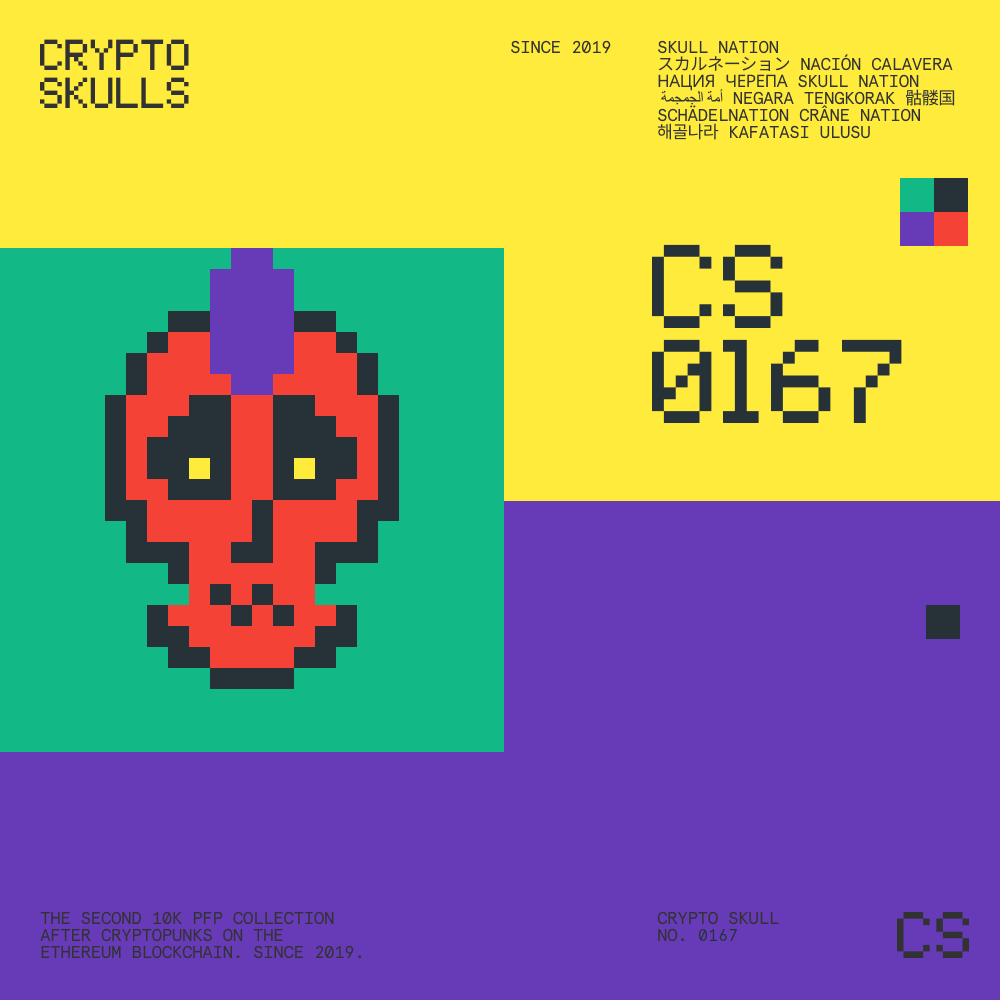 CRYPTO
SKULLS
SINCE 2019
SKULL NATION
スカルネーション NACIÓN CALAVERA
НАЦИЯ ЧЕРЕПА SKULL NATION
أمة الجمجمة NEGARA TENGKORAK 骷髅国
SCHÄDELNATION CRÂNE NATION
해골나라 KAFATASI ULUSU
CS
0167
THE SECOND 10K PFP COLLECTION
AFTER CRYPTOPUNKS ON THE
ETHEREUM BLOCKCHAIN. SINCE 2019.
CRYPTO SKULL
NO. 0167
CS